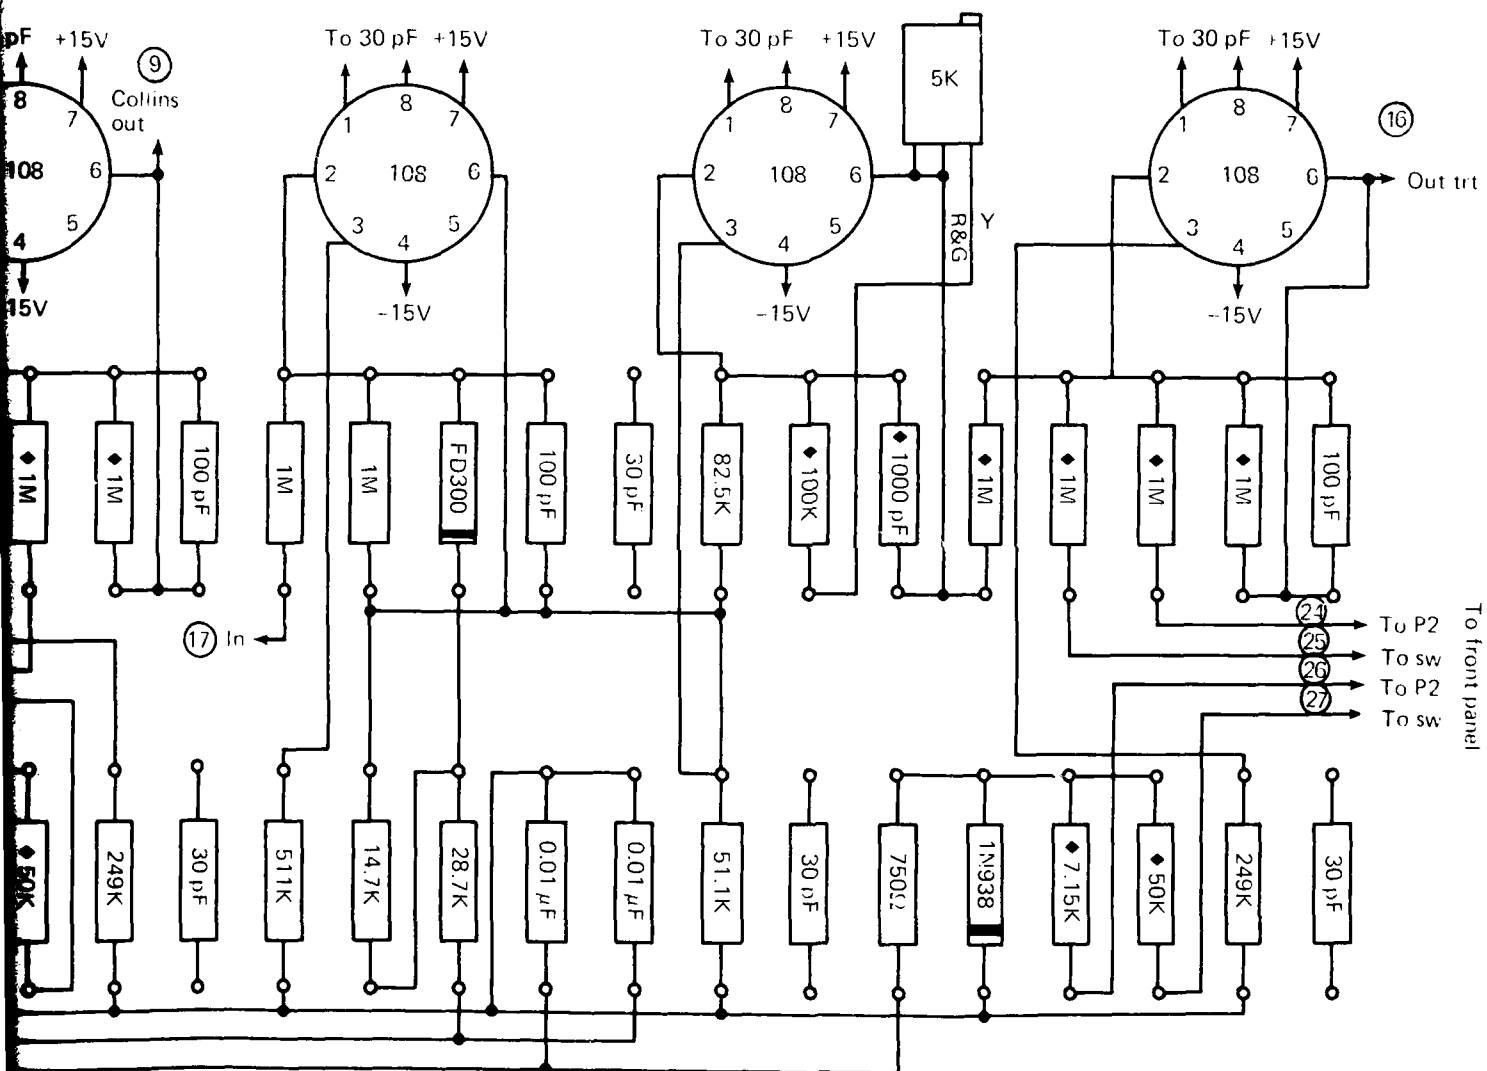 pF +15V
8
7
108
6
5
4
15V
9
Collins
out
To 30 pF +15V
1
8
7
2
108
6
3
4
5
-15V
To 30 pF +15V
1
8
7
2
108
6
3
4
5
-15V
5K
R&G
Y
To 30 pF +15V
1
8
7
2
108
6
3
4
5
-15V
16
Out trt
◆ 1M
◆ 1M
100 pF
1M
1M
FD300
100 pF
30 pF
82.5K
◆ 100K
◆ 1000 pF
◆ 1M
◆ 1M
◆ 1M
◆ 1M
100 pF
17 In
24 To P2
25 To sw
26 To P2
27 To sw
To front panel
◆ 50K
249K
30 pF
511K
14.7K
28.7K
0.01 µF
0.01 µF
51.1K
30 pF
750Ω
1N938
◆ 7.15K
◆ 50K
249K
30 pF